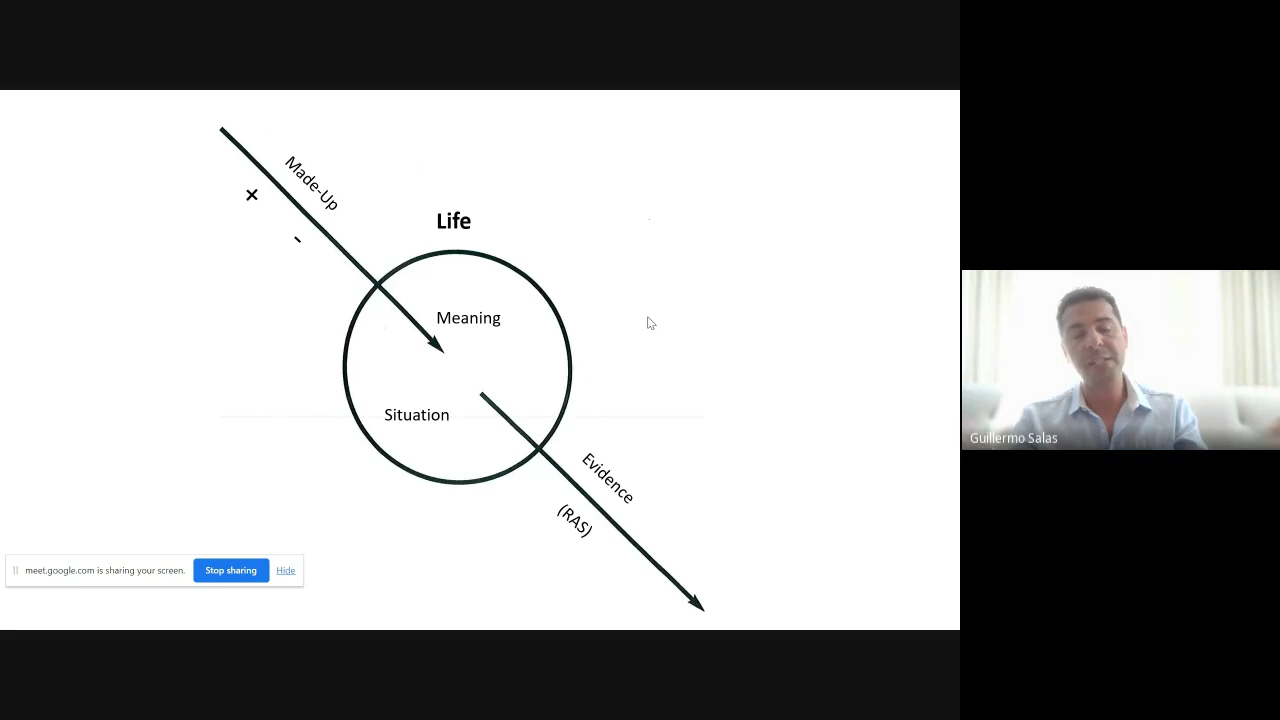 Made-Up
+
-
Life
Meaning
Situation
Evidence
(RAS)
meet.google.com is sharing your screen.
Stop sharing
Hide
Guillermo Salas